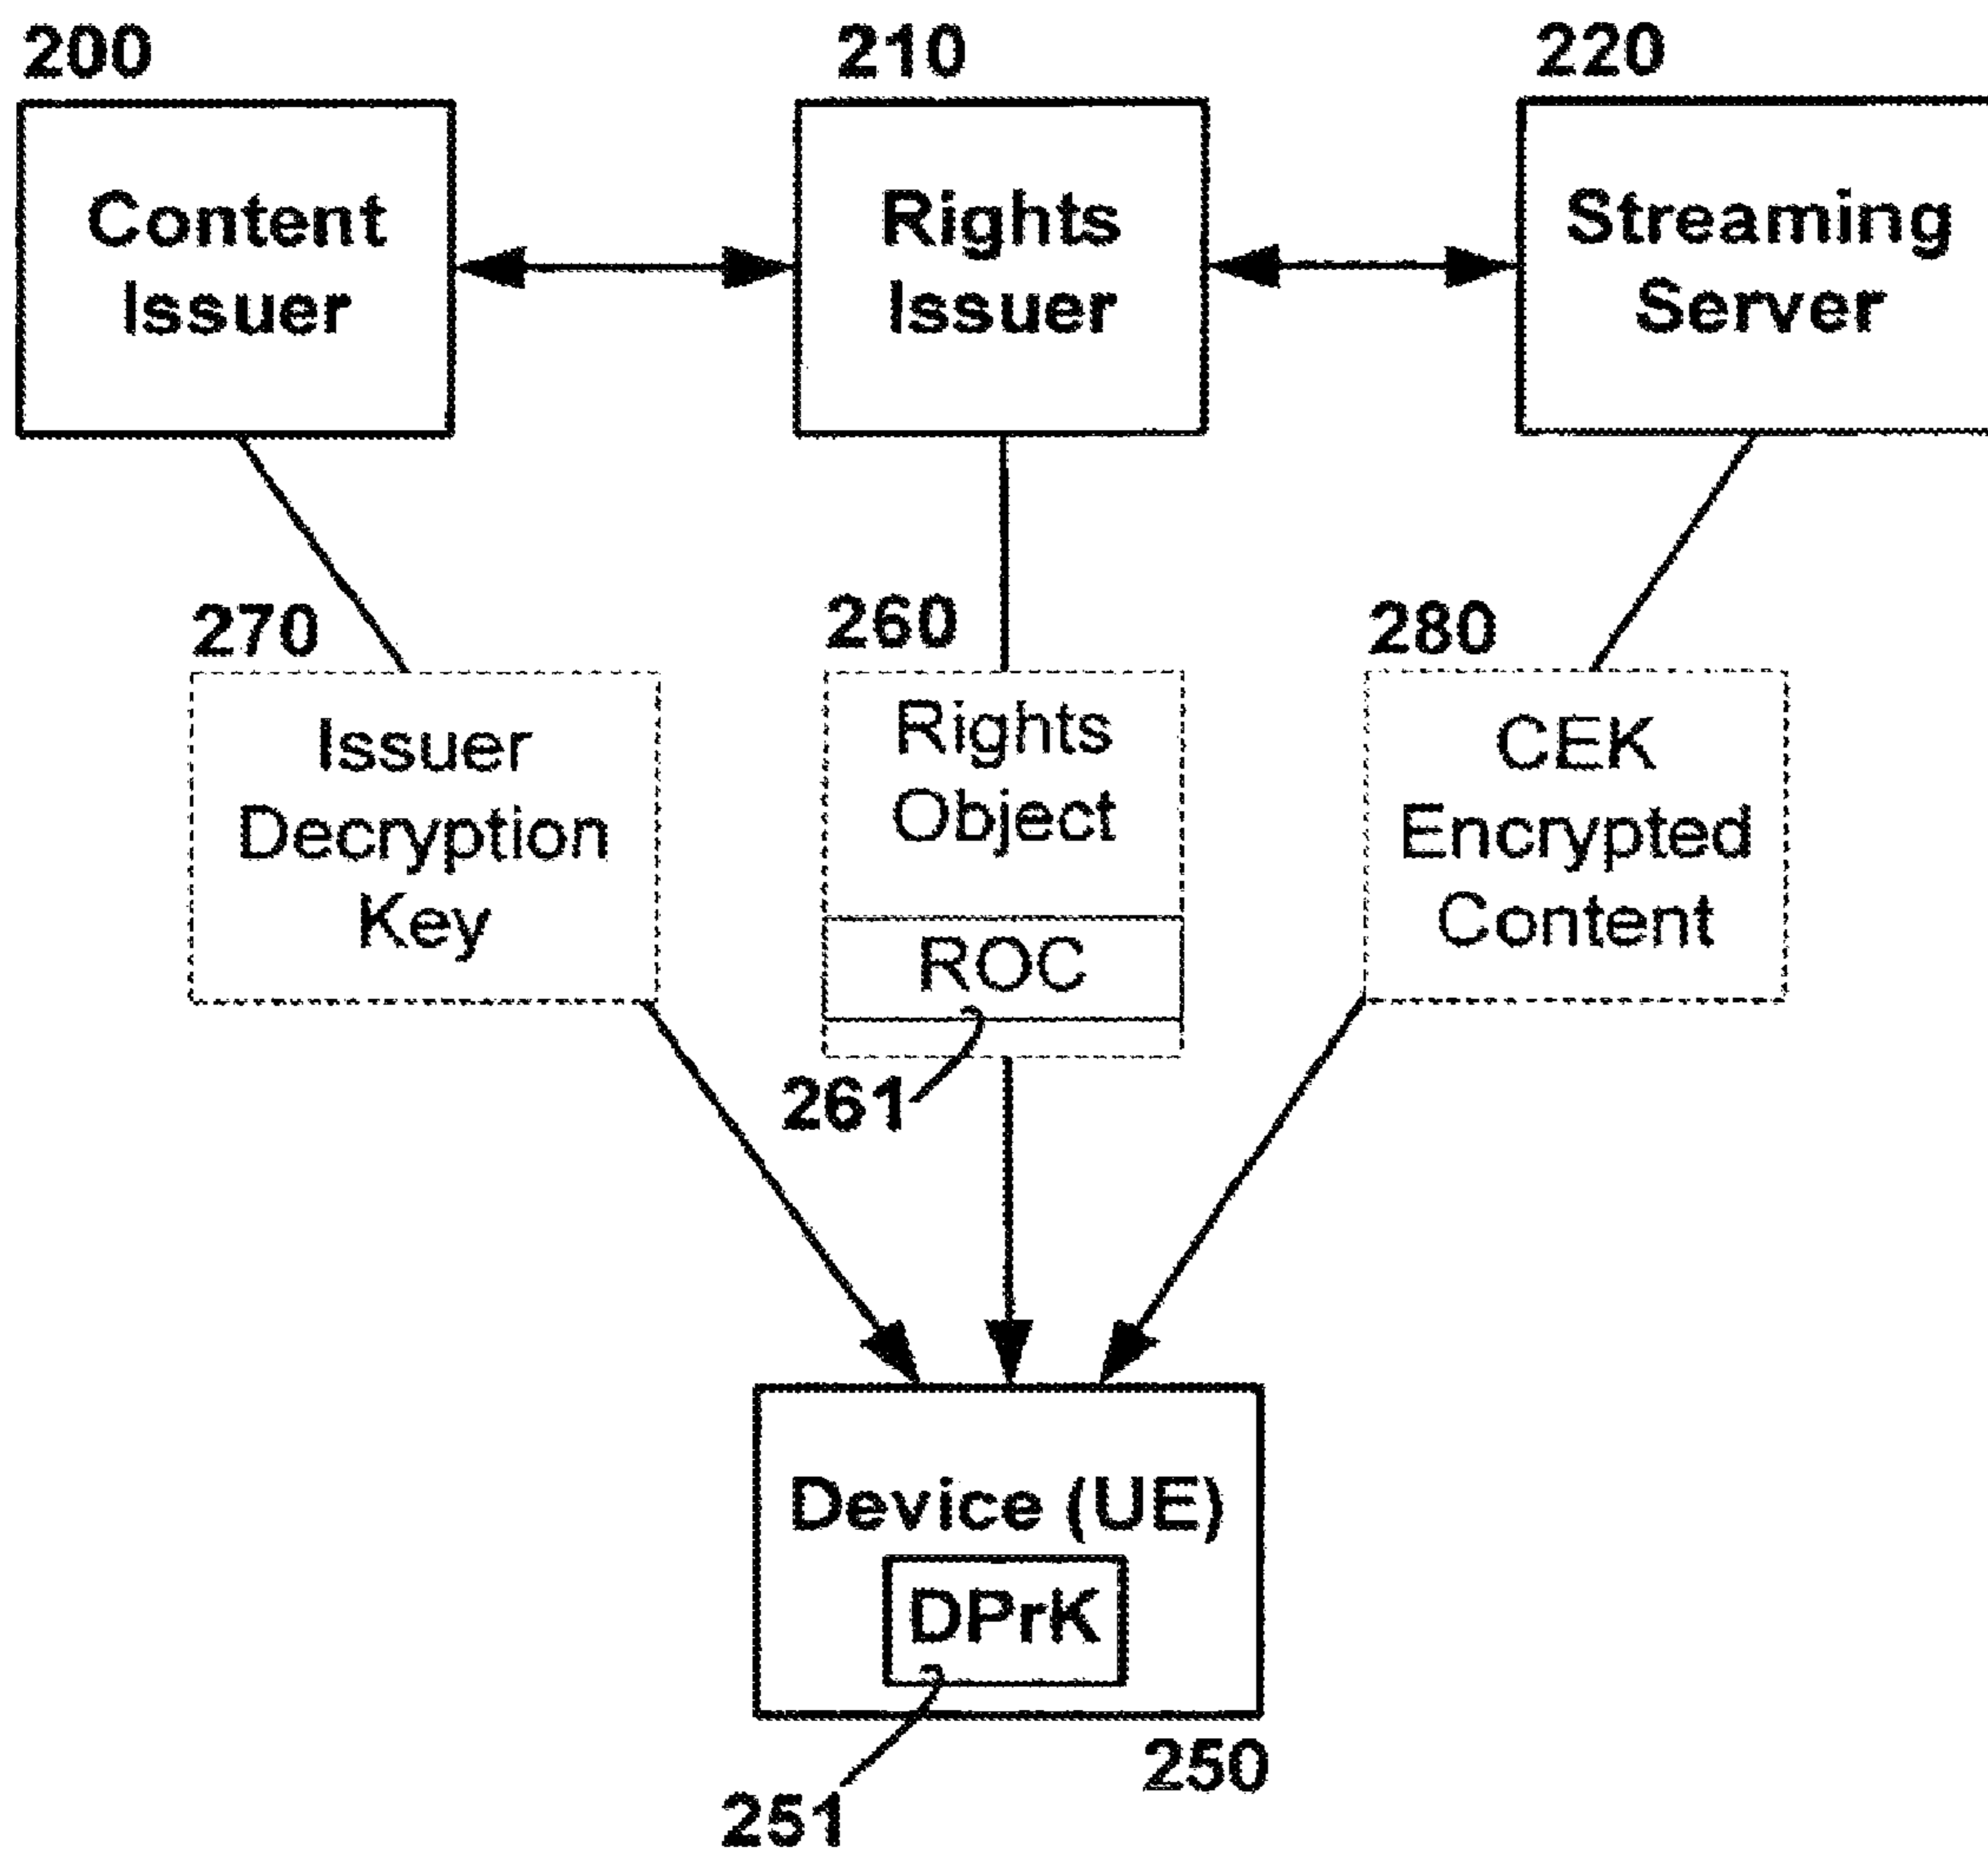 200
210
220
Content
Issuer
Rights
Issuer
Streaming
Server
270
260
280
Issuer
Decryption
Key
Rights
Object
ROC
CEK
Encrypted
Content
261
Device (UE)
DPrK
250
251